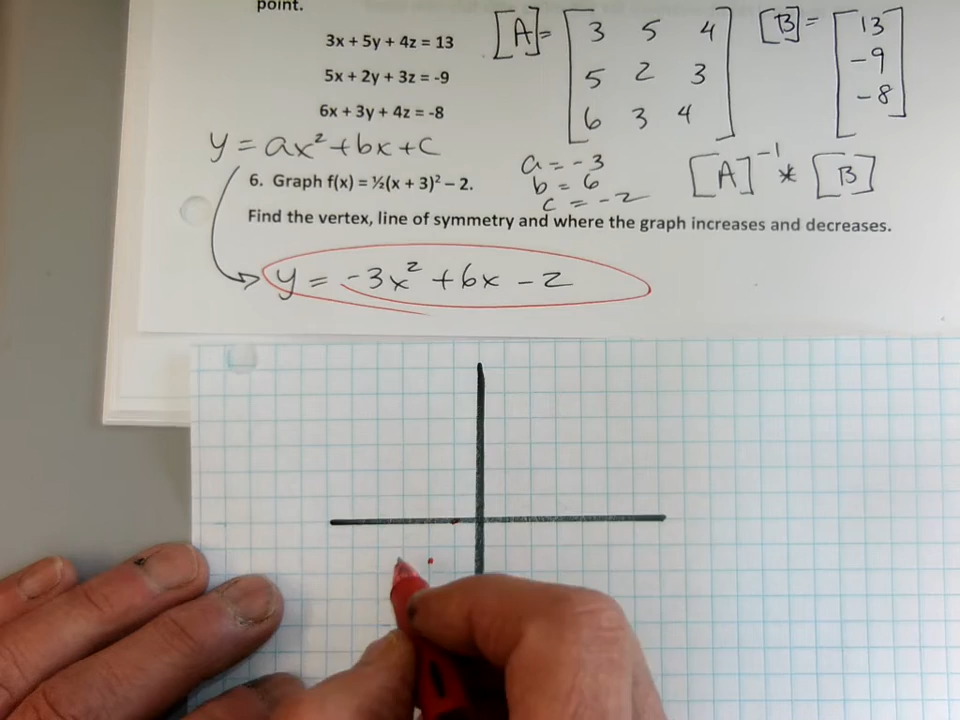 point.
3x + 5y + 4z = 13
5x + 2y + 3z = -9
6x + 3y + 4z = -8
[A]= [3 5 4
5 2 3
6 3 4]
[B]= [13
-9
-8]
y = ax² + bx + c
a = -3
b = 6
c = -2
[A]⁻¹ * [B]
6. Graph f(x) = ½(x + 3)² – 2.
Find the vertex, line of symmetry and where the graph increases and decreases.
y = -3x² + 6x - 2